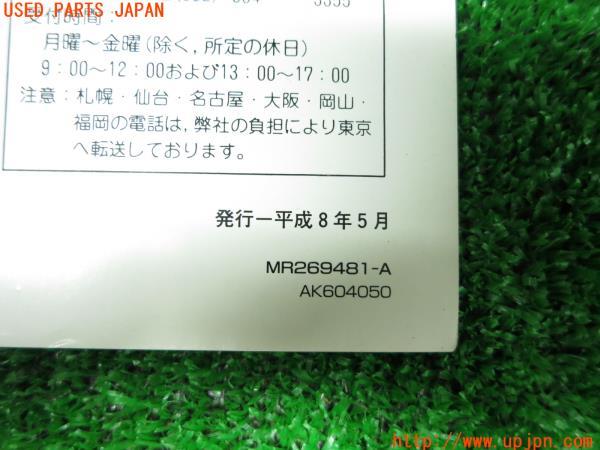 USED PARTS JAPAN
受付時間：
月曜〜金曜(除く,所定の休日)
9：00〜12：00および13：00〜17：00
注意：札幌・仙台・名古屋・大阪・岡山・
福岡の電話は,弊社の負担により東京
へ転送しております。
発行ー平成8年5月
MR269481-A
AK604050
http://www.upjpn.com